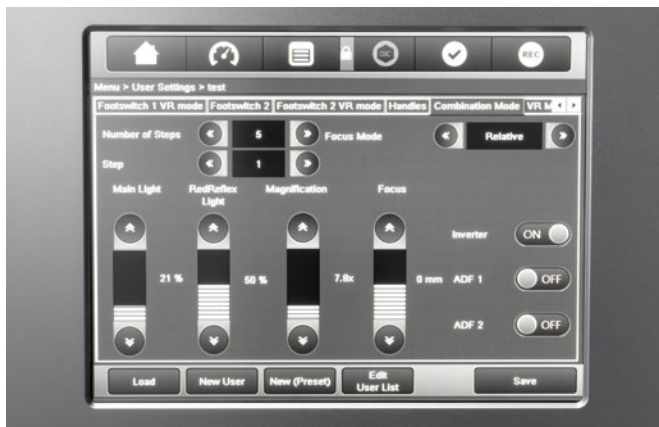 DIC
REC
Menu > User Settings > test
Footswitch 1 VR mode Footswitch 2 Footswitch 2 VR mode Handles Combination Mode VR M
Number of Steps 5 Focus Mode Relative
Step 1
Main Light RedReflex Light Magnification Focus
Inverter ON
21 % 50 % 7.8x 0 mm ADF 1 OFF
ADF 2 OFF
Load New User New (Preset) Edit User List Save